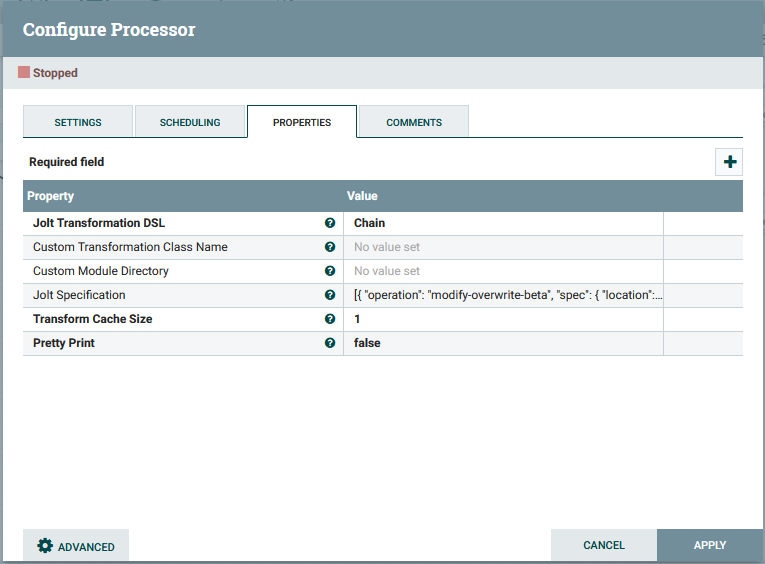 Configure Processor
Stopped
SETTINGS SCHEDULING PROPERTIES COMMENTS
Required field
Property Value
Jolt Transformation DSL Chain
Custom Transformation Class Name No value set
Custom Module Directory No value set
Jolt Specification [{ "operation": "modify-overwrite-beta", "spec": { "location":...
Transform Cache Size 1
Pretty Print false
ADVANCED CANCEL APPLY